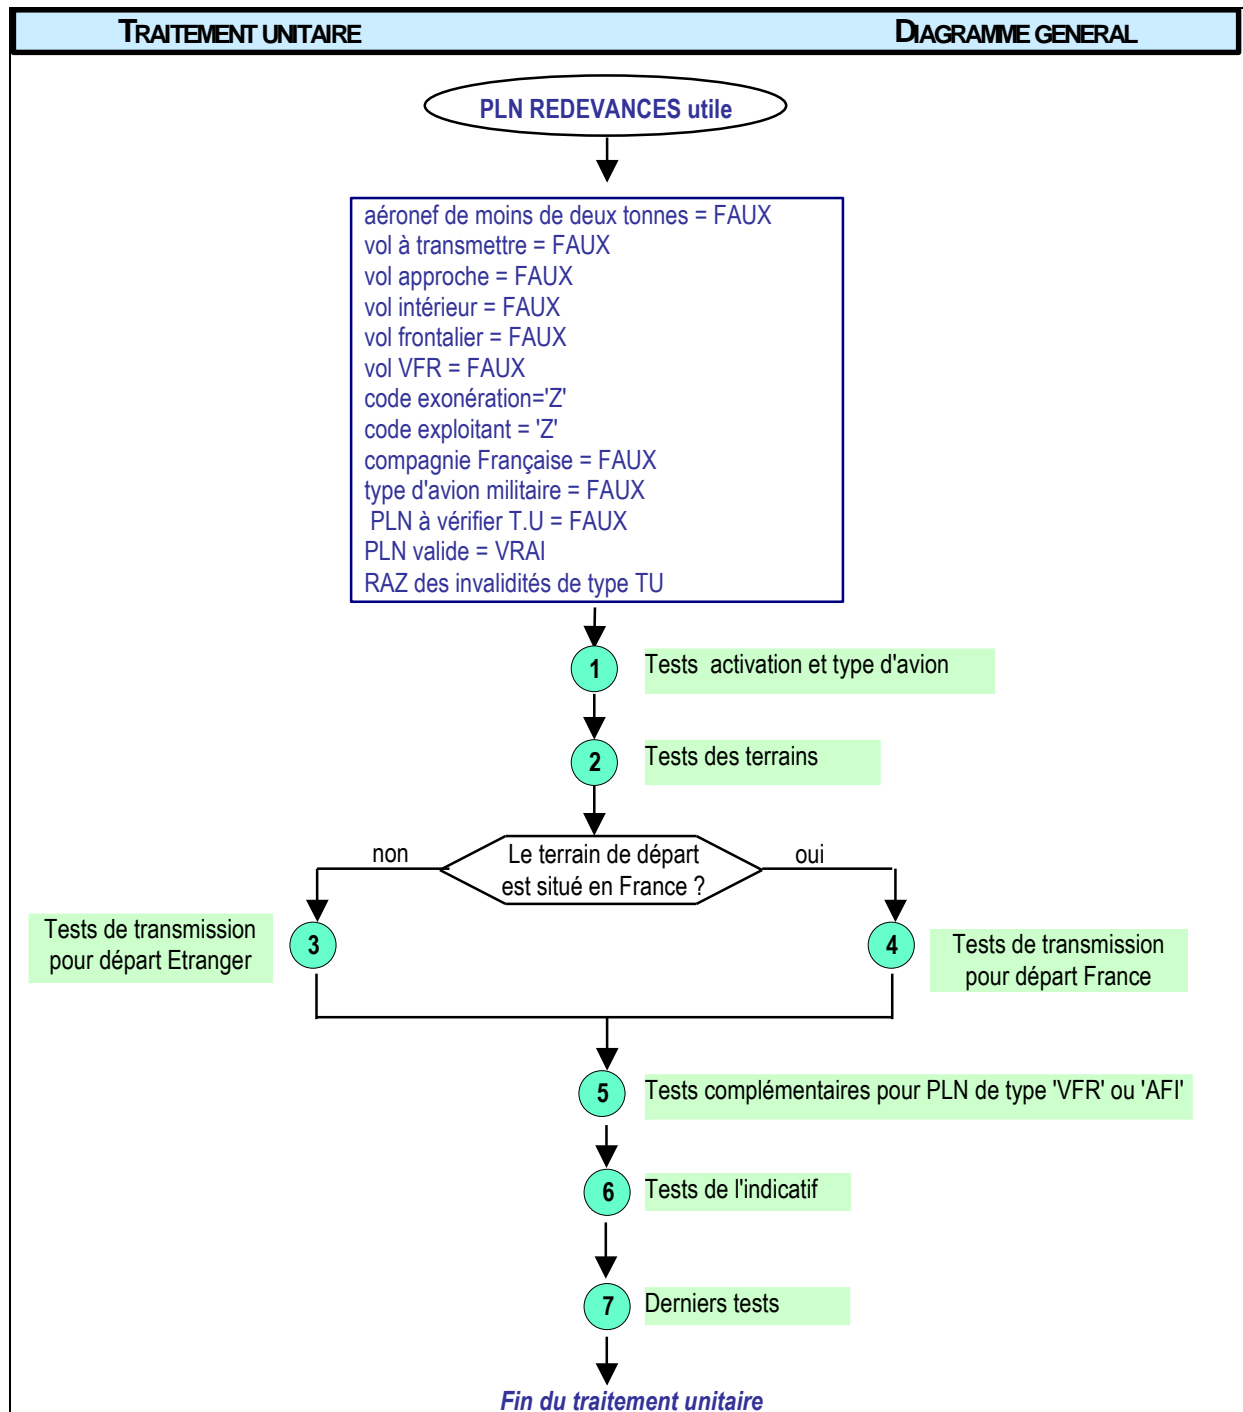 TRAITEMENT UNITAIRE DIAGRAMME GENERAL
PLN REDEVANCES utile
aéronef de moins de deux tonnes = FAUX
vol à transmettre = FAUX
vol approche = FAUX
vol intérieur = FAUX
vol frontalier = FAUX
vol VFR = FAUX
code exonération='Z'
code exploitant = 'Z'
compagnie Française = FAUX
type d'avion militaire = FAUX
PLN à vérifier T.U = FAUX
PLN valide = VRAI
RAZ des invalidités de type TU
1 Tests activation et type d'avion
2 Tests des terrains
non
Le terrain de départ
est situé en France ?
oui
Tests de transmission
pour départ Etranger
3
4
Tests de transmission
pour départ France
5 Tests complémentaires pour PLN de type 'VFR' ou 'AFI'
6 Tests de l'indicatif
7 Derniers tests
Fin du traitement unitaire